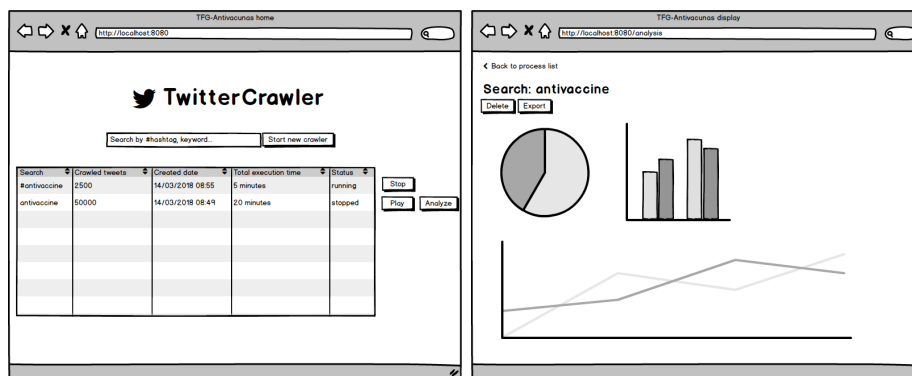 TFG-Antivacunas home
http://localhost:8080
TwitterCrawler
Search by #hashtag, keyword...
Start new crawler
Search Crawled tweets Created date Total execution time Status
#antivaccine 2500 14/03/2018 08:55 5 minutes running Stop
antivaccine 50000 14/03/2018 08:49 20 minutes stopped Play Analyze
TFG-Antivacunas display
http://localhost:8080/analysis
Back to process list
Search: antivaccine
Delete Export